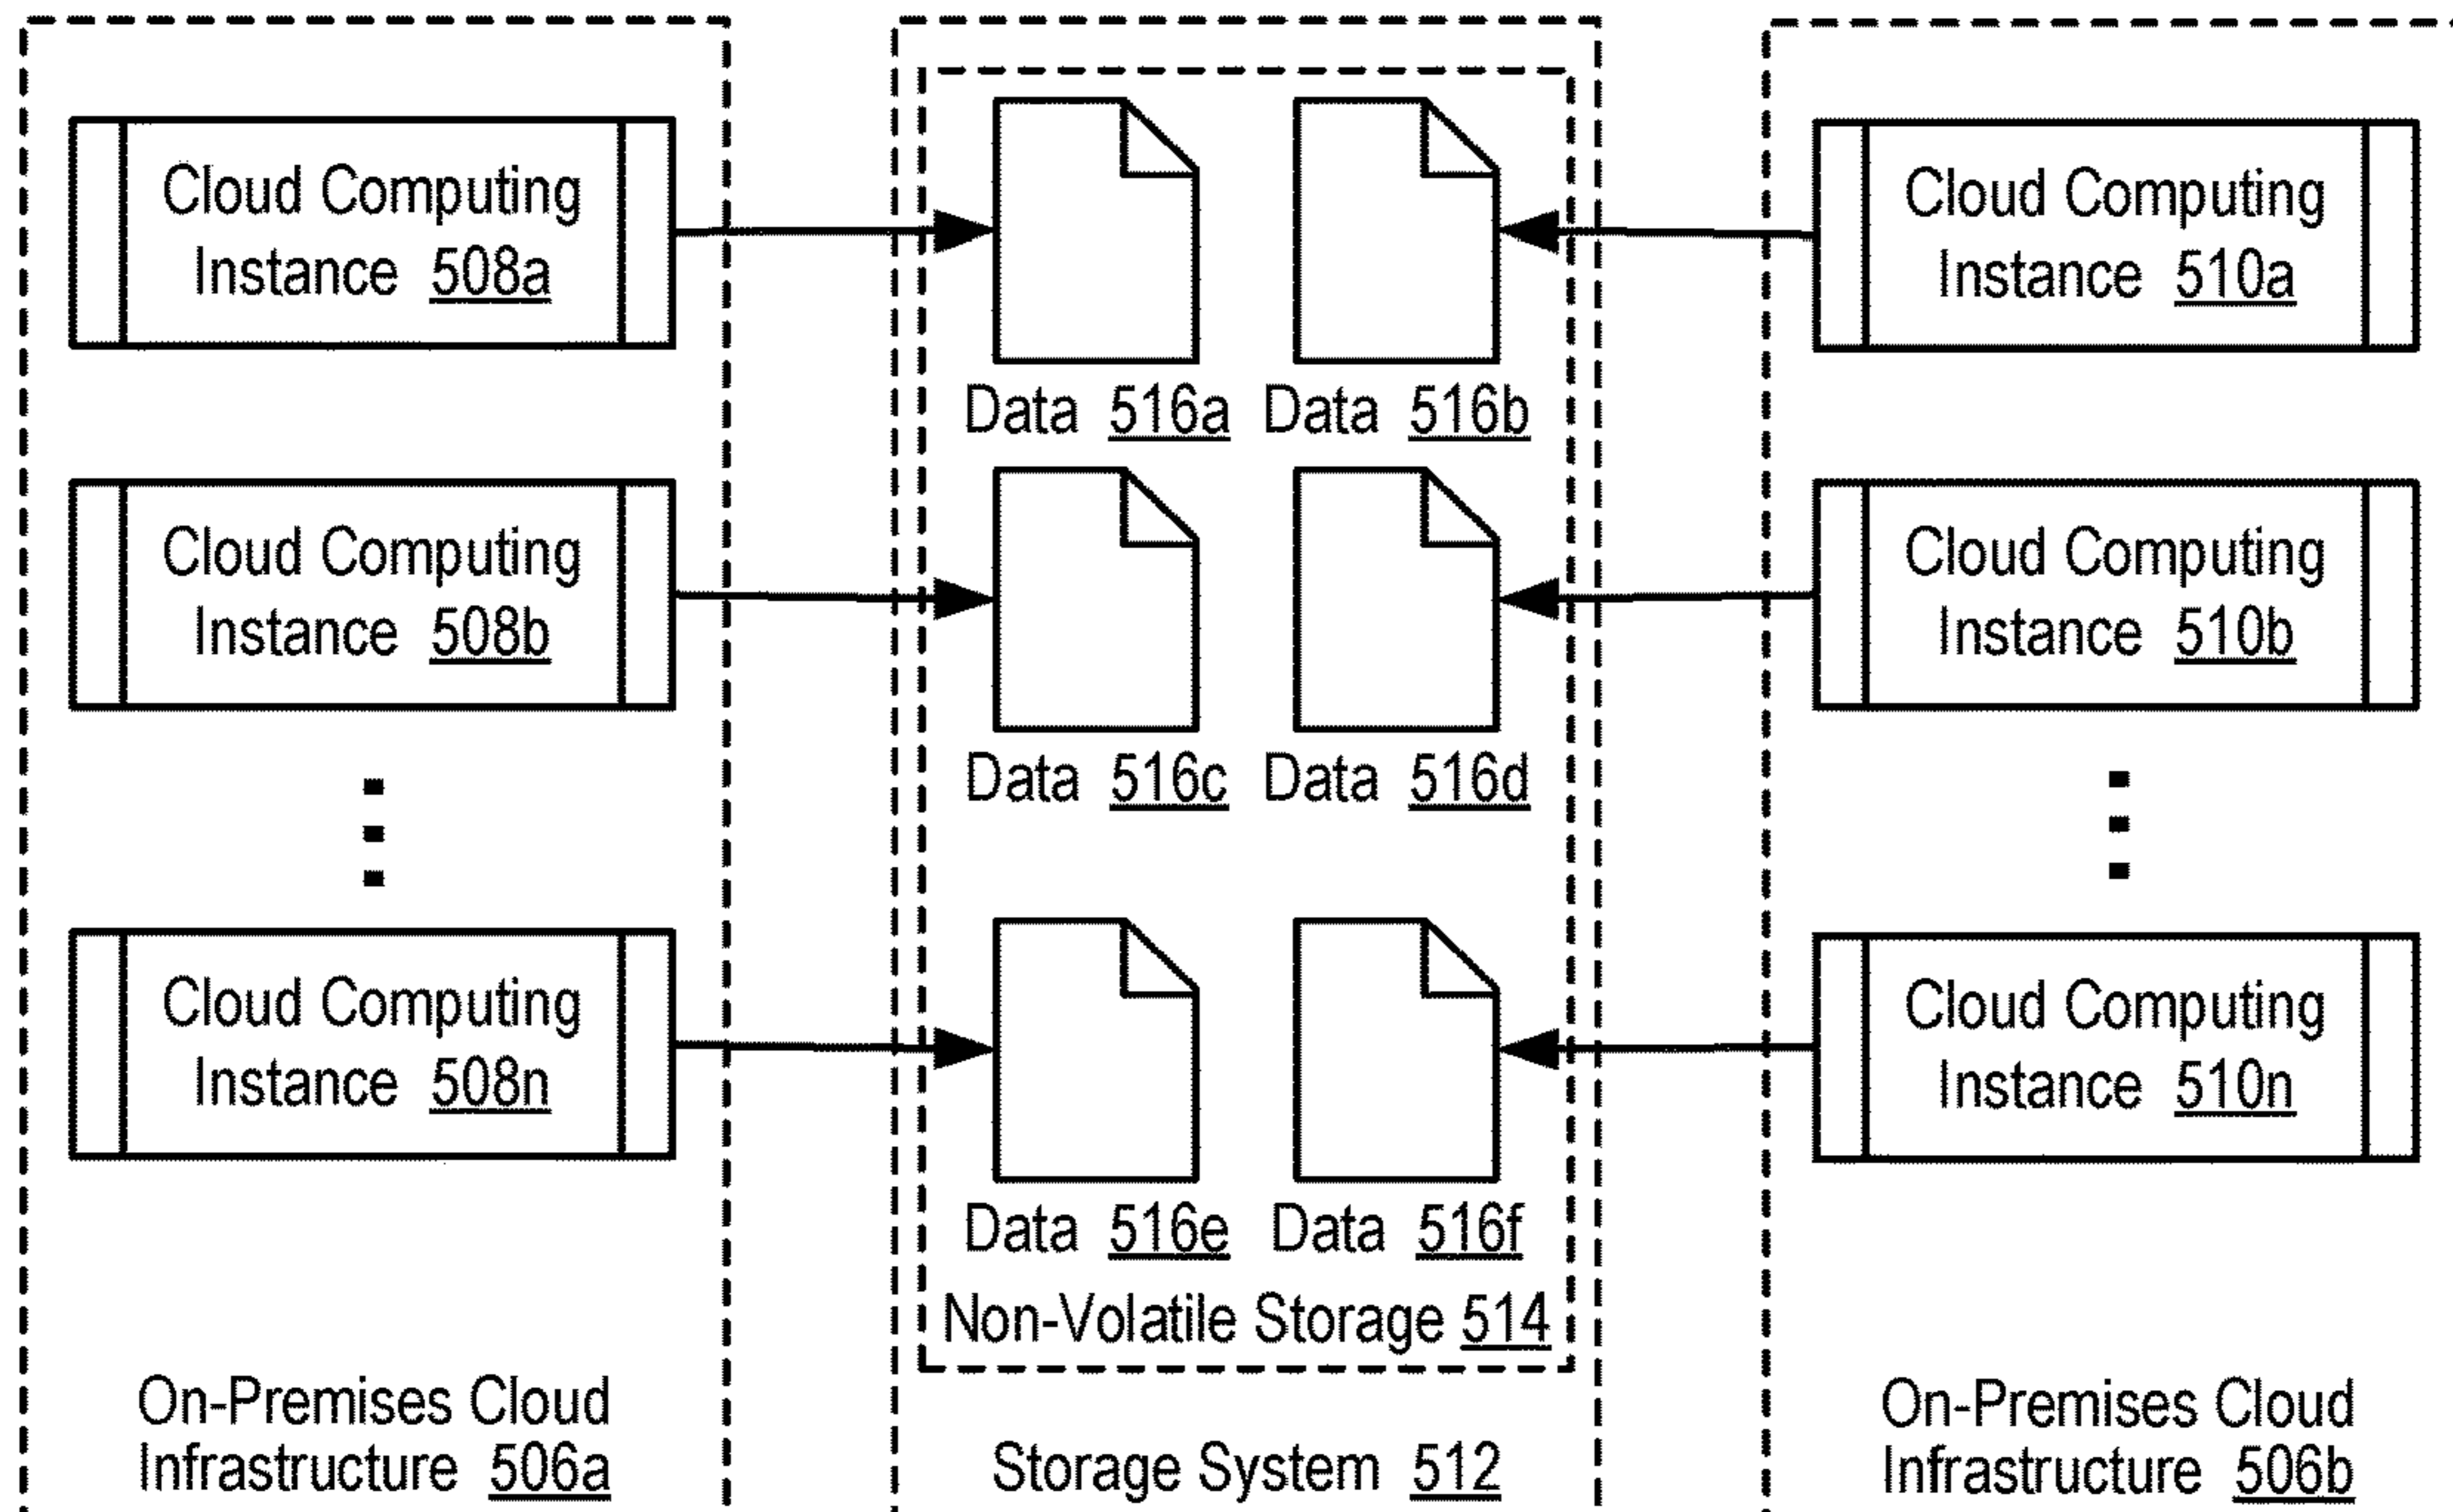 Cloud Computing
Instance 508a
Cloud Computing
Instance 508b
Cloud Computing
Instance 508n
On-Premises Cloud
Infrastructure 506a
Data 516a Data 516b
Data 516c Data 516d
Data 516e Data 516f
Non-Volatile Storage 514
Storage System 512
Cloud Computing
Instance 510a
Cloud Computing
Instance 510b
Cloud Computing
Instance 510n
On-Premises Cloud
Infrastructure 506b